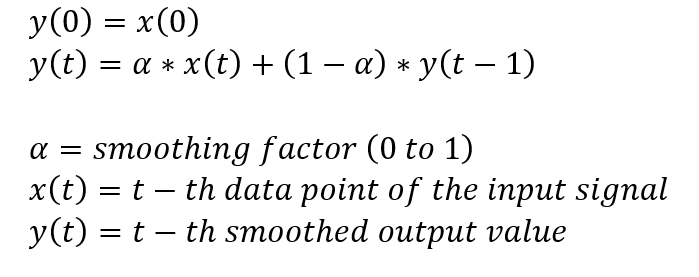 y(0) = x(0)
y(t) = α ∗ x(t) + (1 − α) ∗ y(t − 1)
α = smoothing factor (0 to 1)
x(t) = t − th data point of the input signal
y(t) = t − th smoothed output value